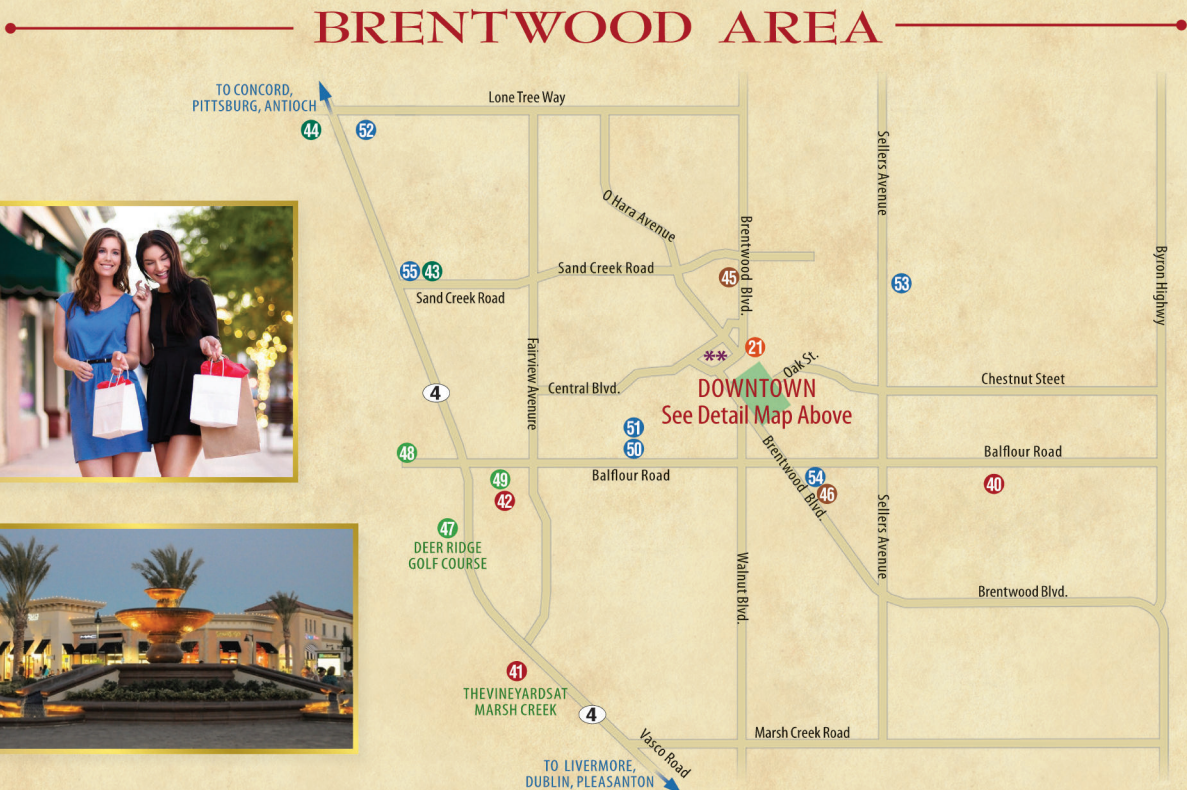 BRENTWOOD AREA
TO CONCORD,
PITTSBURG, ANTIOCH
Lone Tree Way
44
52
Sellers Avenue
O Hara Avenue
Brentwood Blvd.
Byron Highway
55
43
Sand Creek Road
Sand Creek Road
45
53
Fairview Avenure
**
21
Oak St.
4
Central Blvd.
DOWNTOWN
See Detail Map Above
Chestnut Steet
51
50
48
Balflour Road
Balflour Road
49
42
54
46
Brentwood Blvd.
40
Sellers Avenue
47
DEER RIDGE
GOLF COURSE
Walnut Blvd.
Brentwood Blvd.
41
THEVINEYARDSAT
MARSH CREEK
4
Marsh Creek Road
Vasco Road
TO LIVERMORE,
DUBLIN, PLEASANTON